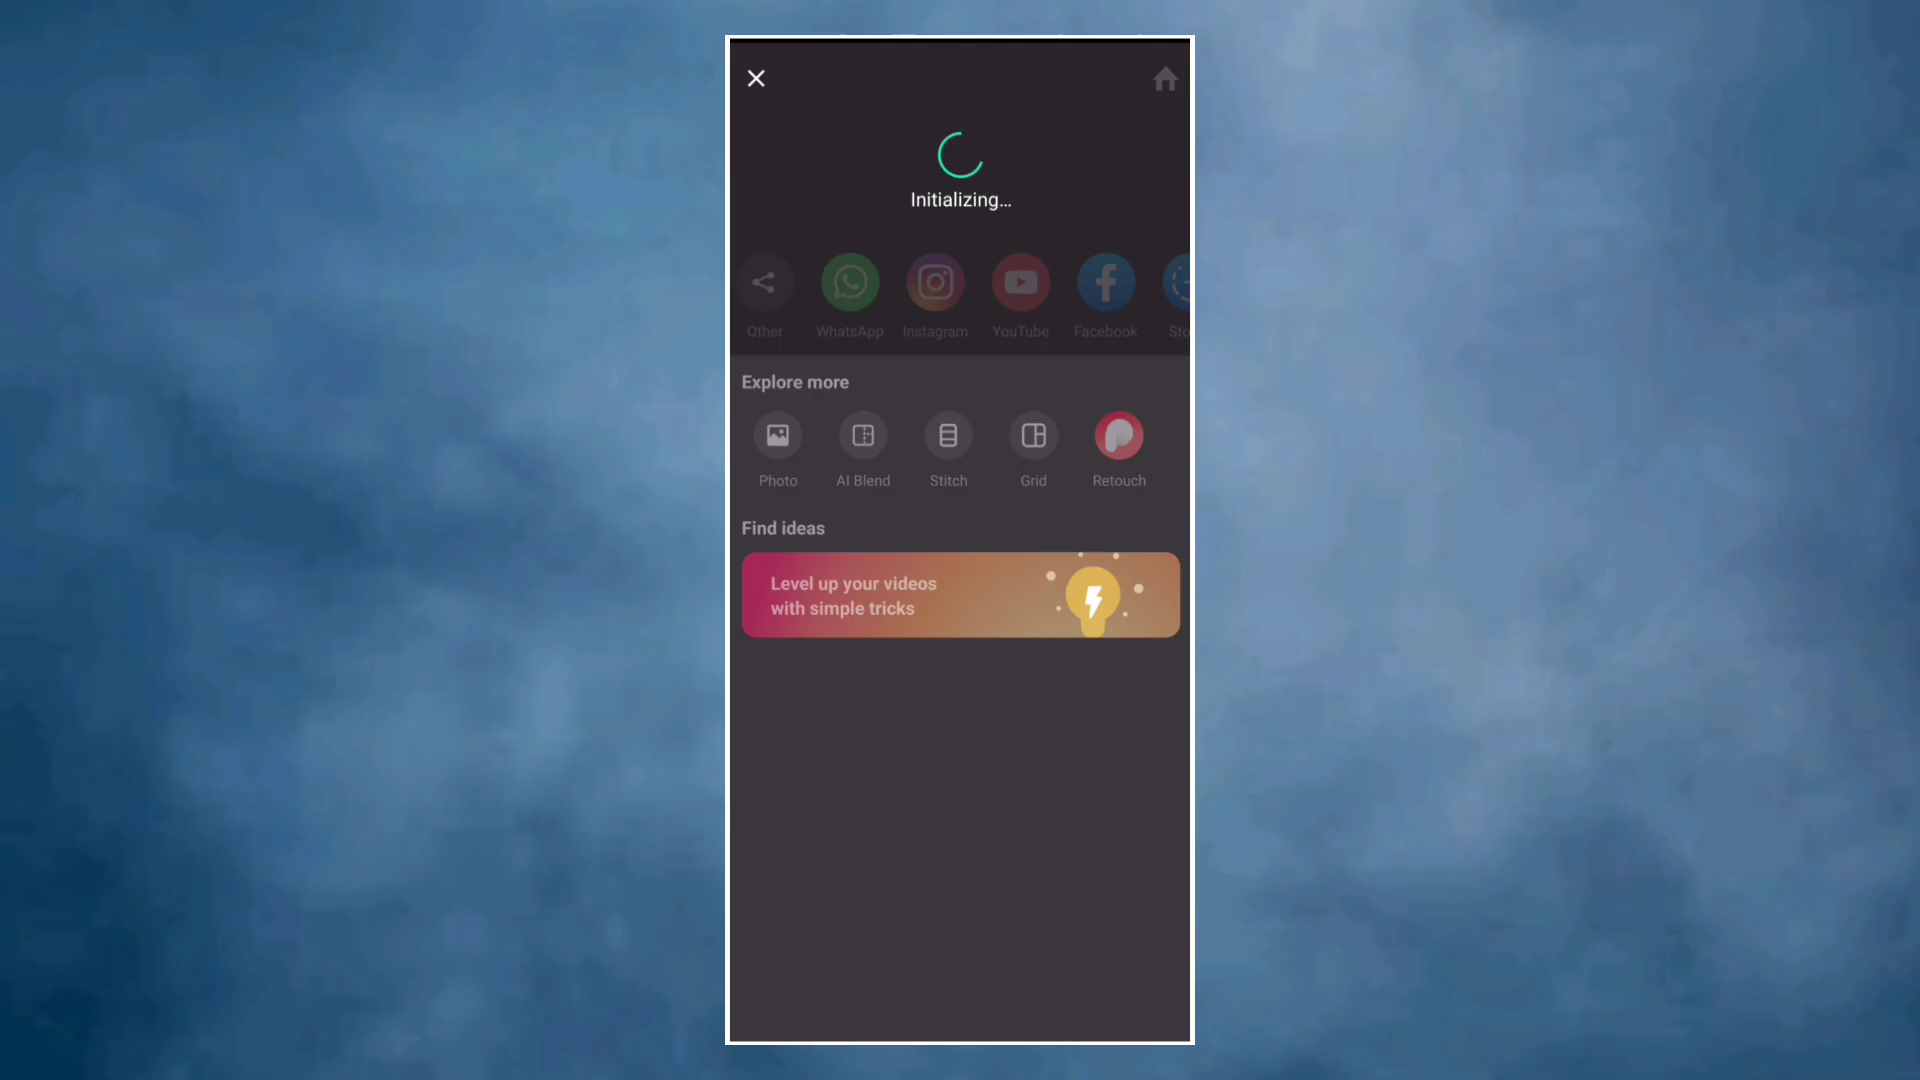 Initializing...
Other WhatsApp Instagram YouTube Facebook Sto
Explore more
Photo AI Blend Stitch Grid Retouch
Find ideas
Level up your videos
with simple tricks